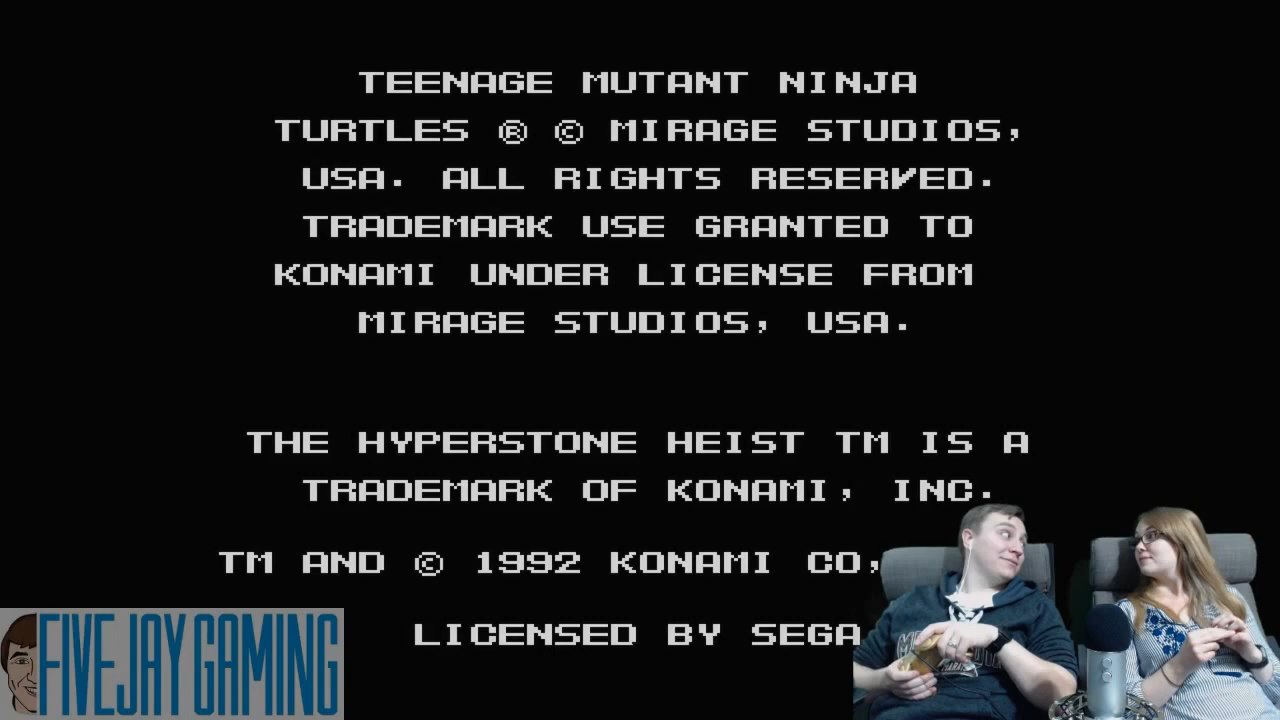 TEENAGE MUTANT NINJA
TURTLES ® © MIRAGE STUDIOS,
USA. ALL RIGHTS RESERVED.
TRADEMARK USE GRANTED TO
KONAMI UNDER LICENSE FROM
MIRAGE STUDIOS, USA.
THE HYPERSTONE HEIST TM IS A
TRADEMARK OF KONAMI, INC.
TM AND © 1992 KONAMI CO,
LICENSED BY SEGA
FIVE JAY GAMING